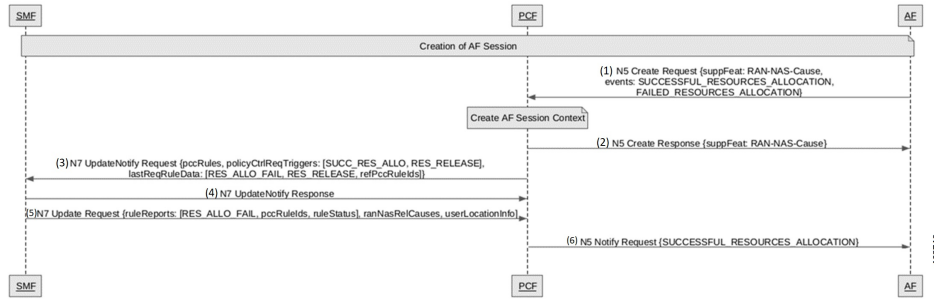 SMF
PCF
AF
Creation of AF Session
(1) N5 Create Request {suppFeat: RAN-NAS-Cause,
events: SUCCESSFUL_RESOURCES_ALLOCATION,
FAILED_RESOURCES_ALLOCATION}
Create AF Session Context
(2) N5 Create Response {suppFeat: RAN-NAS-Cause}
(3) N7 UpdateNotify Request {pccRules, policyCtrlReqTriggers: [SUCC_RES_ALLO, RES_RELEASE],
lastReqRuleData: [RES_ALLO_FAIL, RES_RELEASE, refPccRuleIds]}
(4) N7 UpdateNotify Response
(5)N7 Update Request {ruleReports: [RES_ALLO_FAIL, pccRuleIds, ruleStatus], ranNasRelCauses, userLocationInfo]
(6) N5 Notify Request {SUCCESSFUL_RESOURCES_ALLOCATION}
SMF
PCF
AF